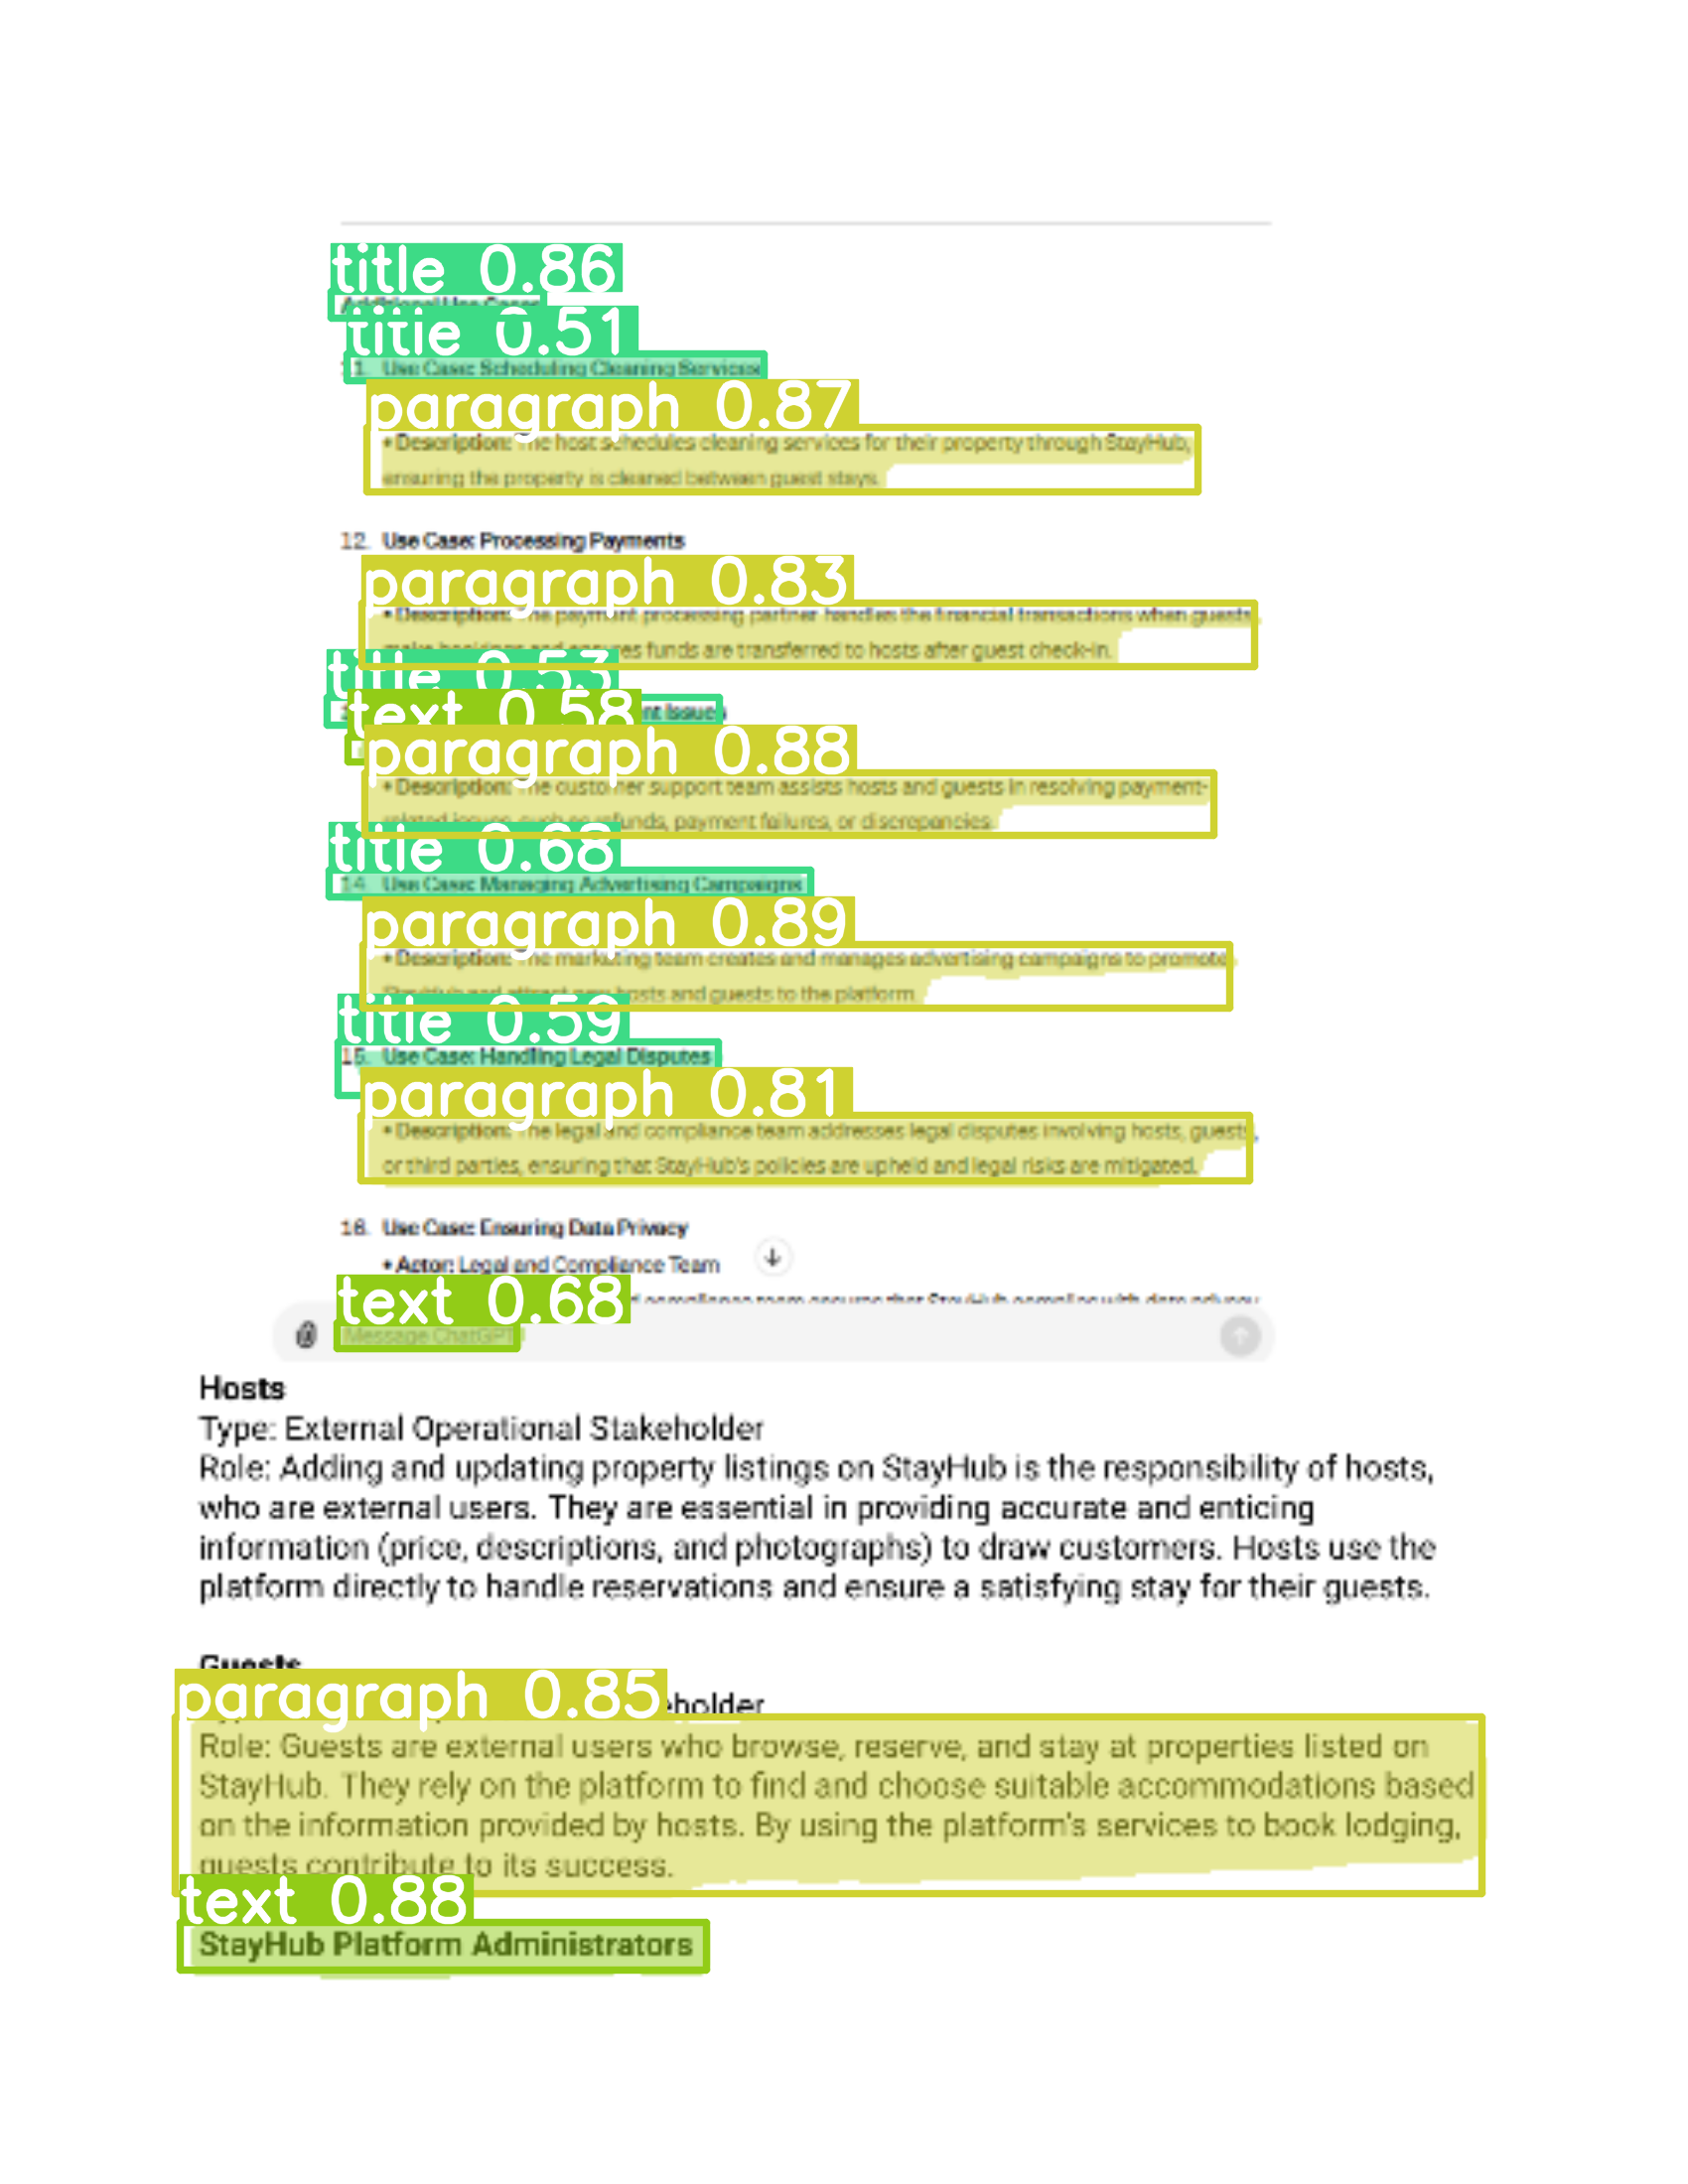 title 0.86
Additional Use Cases
title 0.51
11. Use Case: Scheduling Cleaning Services
paragraph 0.87
• Description: The host schedules cleaning services for their property through StayHub,
ensuring the property is cleaned between guest stays.
12. Use Case: Processing Payments
paragraph 0.83
• Description: The payment processing partner handles the financial transactions when guests
make bookings and ensures funds are transferred to hosts after guest check-in.
title 0.53
text 0.58
nt Issues
paragraph 0.88
• Description: The customer support team assists hosts and guests in resolving payment-
related issues, such as refunds, payment failures, or discrepancies.
title 0.68
14. Use Case: Managing Advertising Campaigns
paragraph 0.89
• Description: The marketing team creates and manages advertising campaigns to promote
StayHub and attract new hosts and guests to the platform.
title 0.59
15. Use Case: Handling Legal Disputes
paragraph 0.81
• Description: The legal and compliance team addresses legal disputes involving hosts, guests,
or third parties, ensuring that StayHub's policies are upheld and legal risks are mitigated.
16. Use Case: Ensuring Data Privacy
• Actor: Legal and Compliance Team
text 0.68
compliance team ensures that StayHub complies with data privacy
Message ChatGPT
Hosts
Type: External Operational Stakeholder
Role: Adding and updating property listings on StayHub is the responsibility of hosts,
who are external users. They are essential in providing accurate and enticing
information (price, descriptions, and photographs) to draw customers. Hosts use the
platform directly to handle reservations and ensure a satisfying stay for their guests.
Guests
paragraph 0.85
eholder
Role: Guests are external users who browse, reserve, and stay at properties listed on
StayHub. They rely on the platform to find and choose suitable accommodations based
on the information provided by hosts. By using the platform's services to book lodging,
guests contribute to its success.
text 0.88
StayHub Platform Administrators